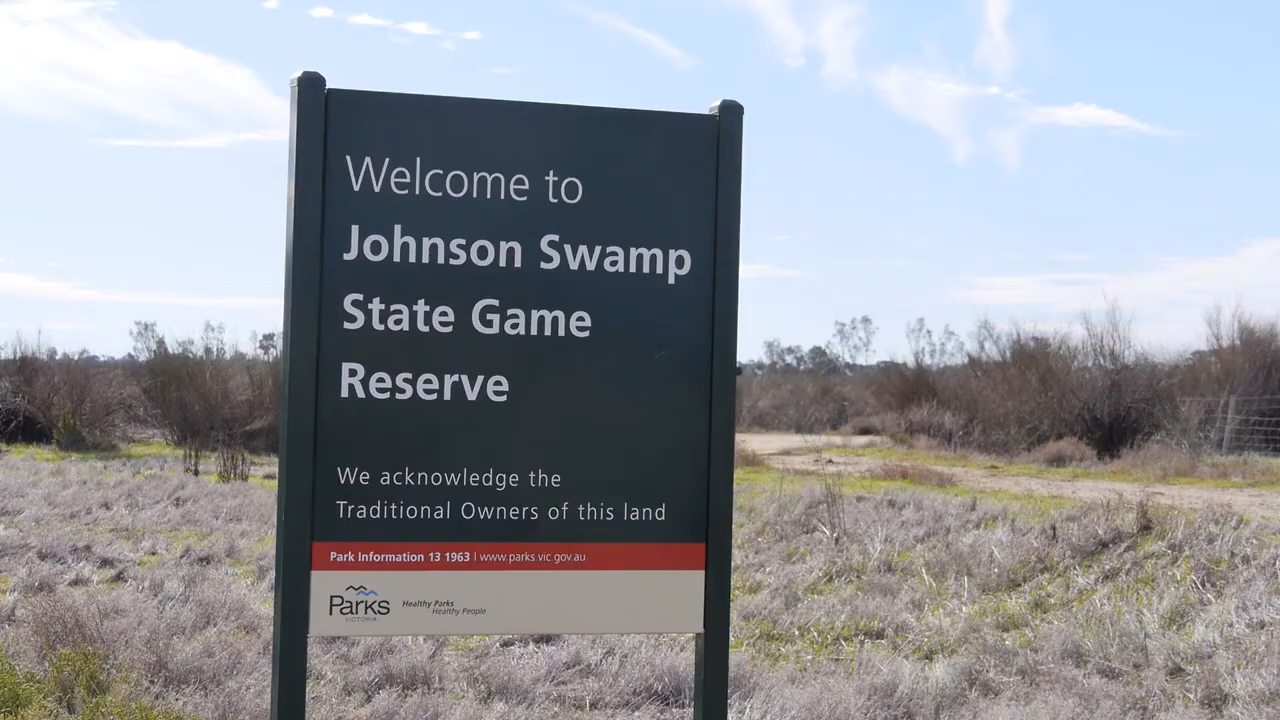 Welcome to
Johnson Swamp
State Game
Reserve
We acknowledge the
Traditional Owners of this land
Park Information 13 1963 | www.parks.vic.gov.au
Parks
VICTORIA
Healthy Parks
Healthy People